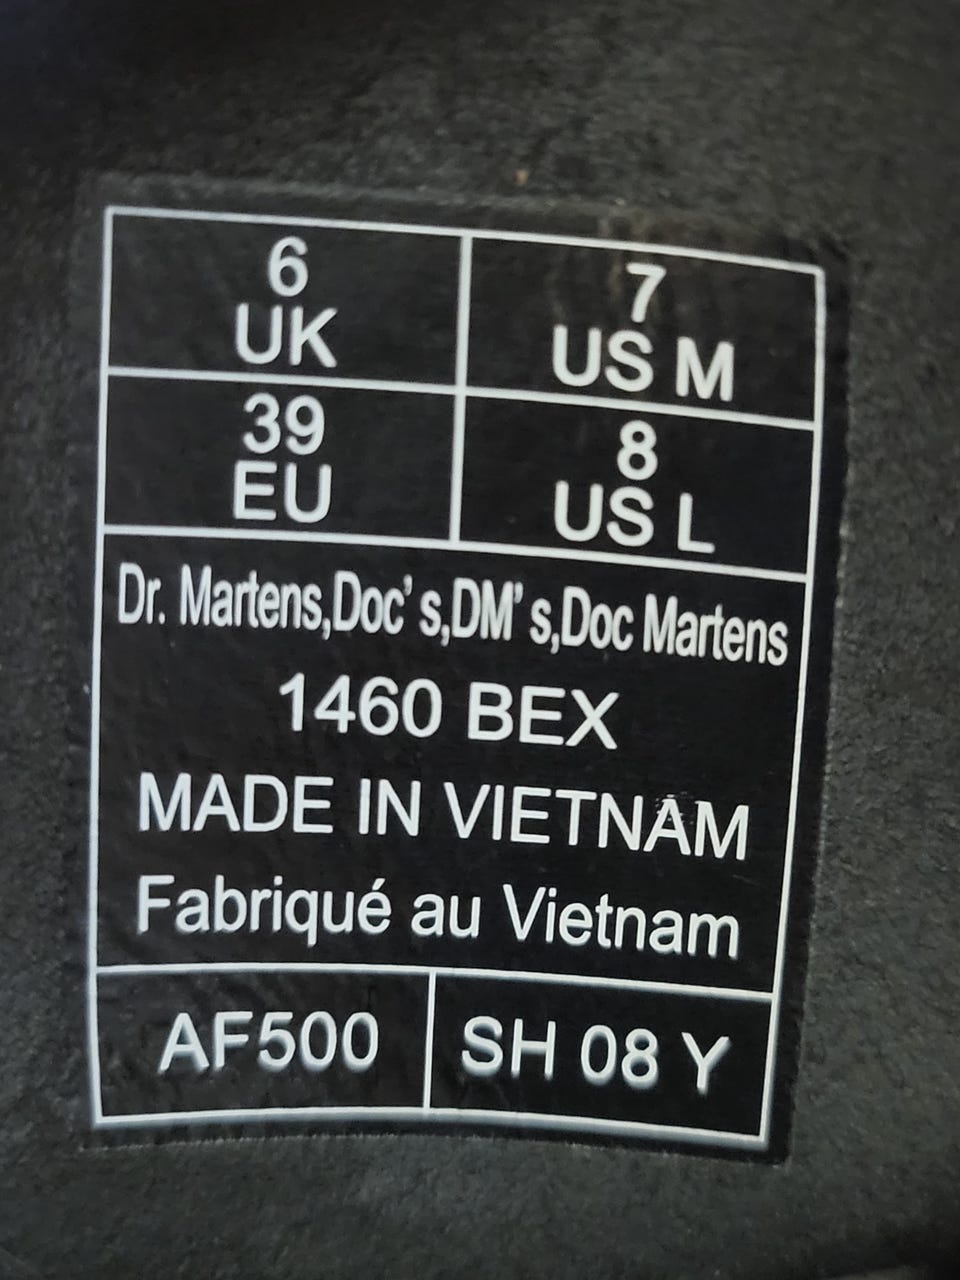 6
UK
7
US M
39
EU
8
US L
Dr. Martens,Doc's,DM's,Doc Martens
1460 BEX
MADE IN VIETNAM
Fabriqué au Vietnam
AF500
SH 08 Y